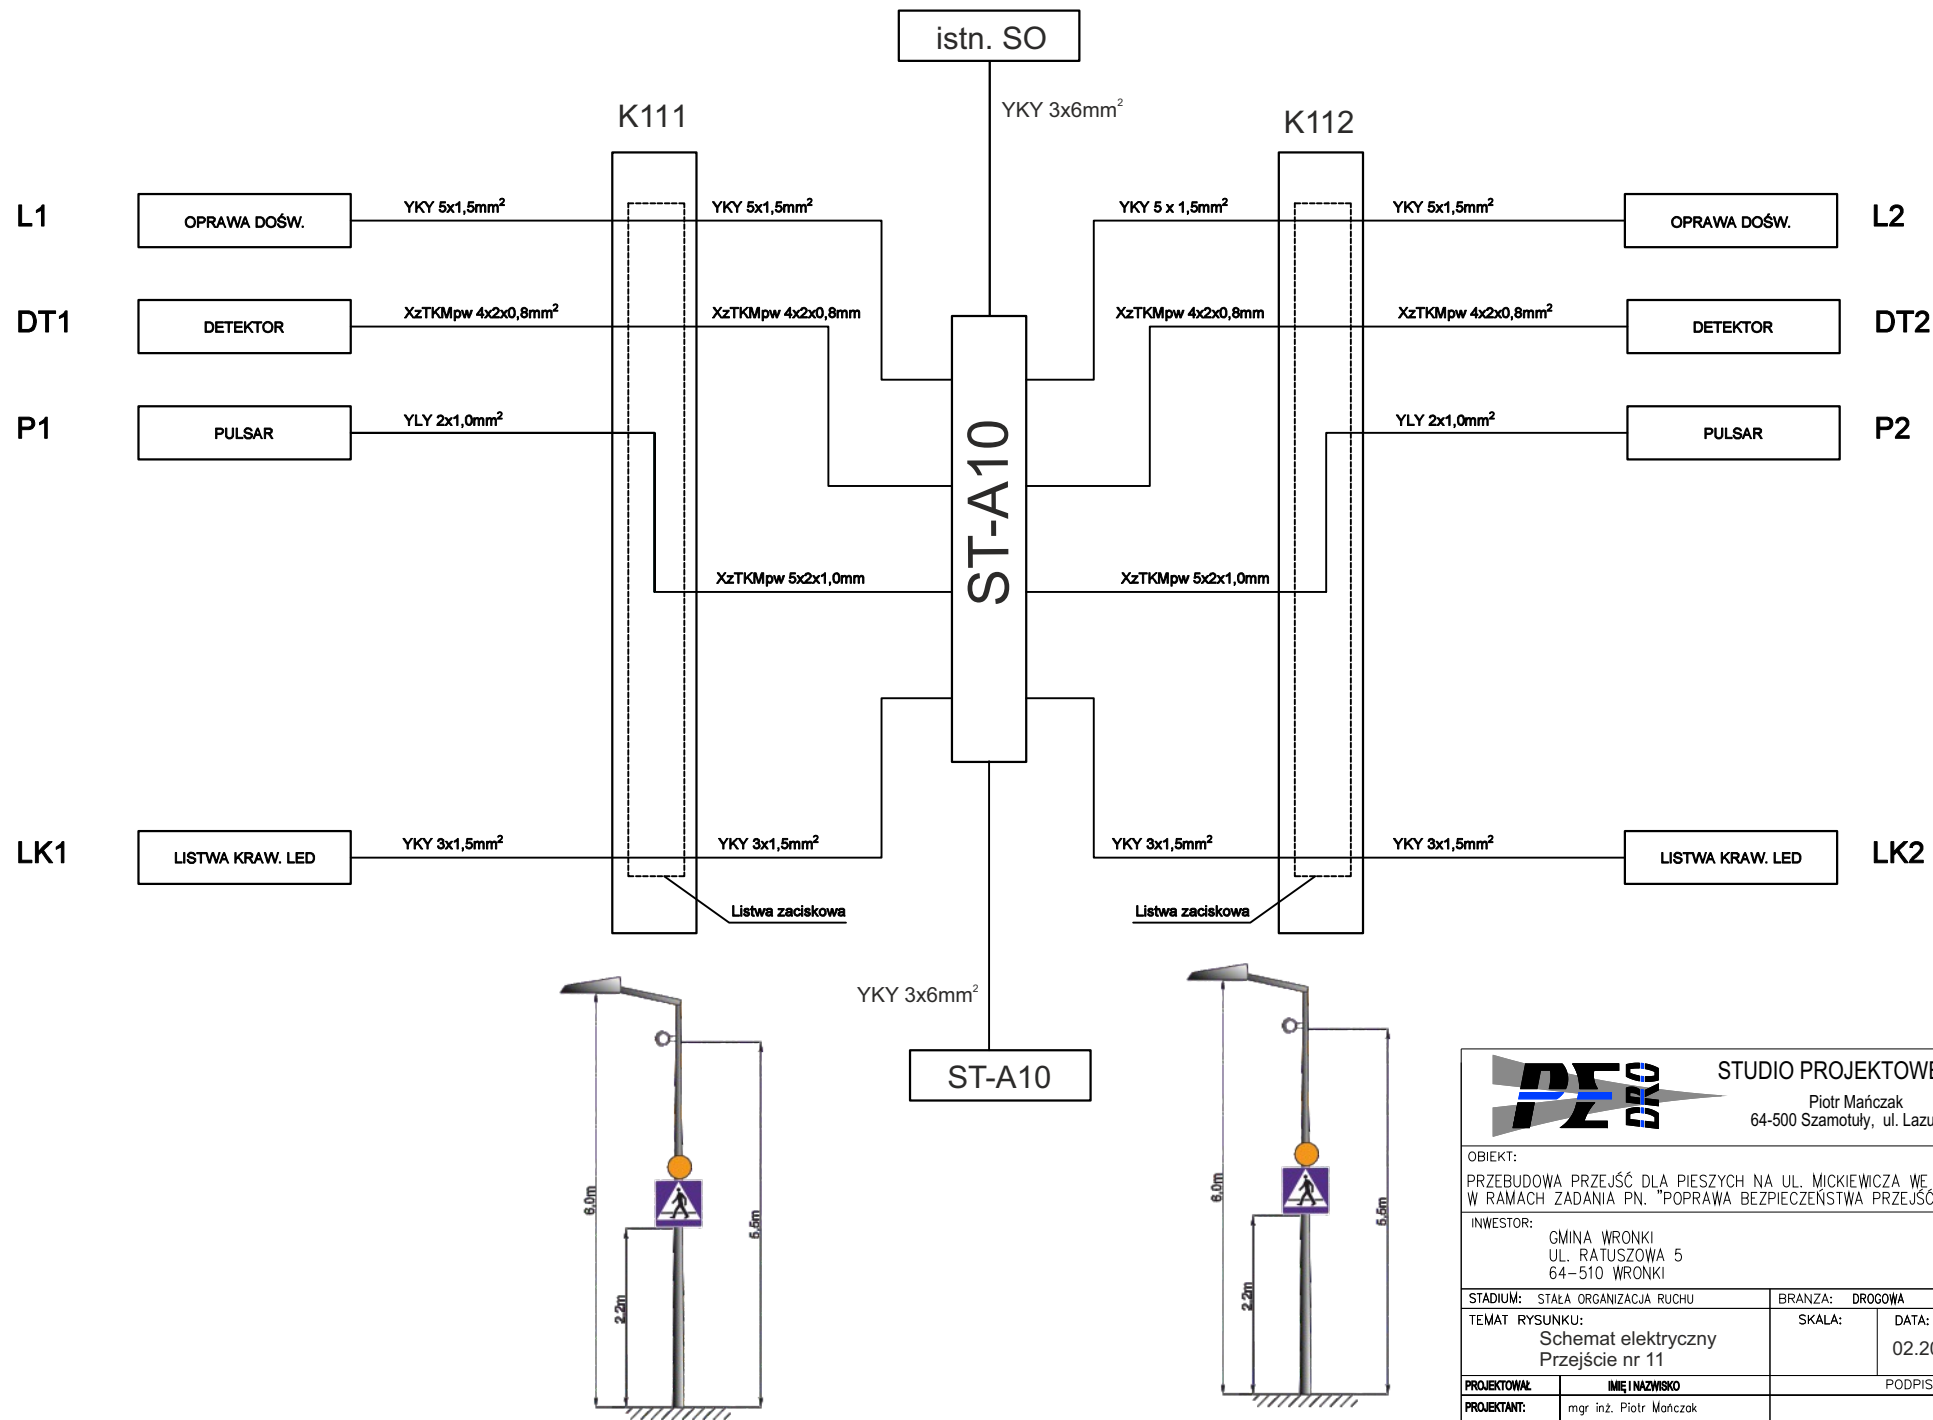 istn. SO
YKY 3x6mm²
K111
K112
L1
OPRAWA DOŚW.
YKY 5x1,5mm²
YKY 5x1,5mm²
YKY 5 x 1,5mm²
YKY 5x1,5mm²
OPRAWA DOŚW.
L2
DT1
DETEKTOR
XzTKMpw 4x2x0,8mm²
XzTKMpw 4x2x0,8mm
XzTKMpw 4x2x0,8mm
XzTKMpw 4x2x0,8mm²
DETEKTOR
DT2
P1
PULSAR
YLY 2x1,0mm²
YLY 2x1,0mm²
PULSAR
P2
ST-A10
XzTKMpw 5x2x1,0mm
XzTKMpw 5x2x1,0mm
LK1
LISTWA KRAW. LED
YKY 3x1,5mm²
YKY 3x1,5mm²
YKY 3x1,5mm²
YKY 3x1,5mm²
LISTWA KRAW. LED
LK2
Listwa zaciskowa
Listwa zaciskowa
YKY 3x6mm²
ST-A10
6,0m
2,2m
5,5m
6,0m
2,2m
5,5m
PE DRO
STUDIO PROJEKTOWE
Piotr Mańczak
64-500 Szamotuły, ul. Lazu
OBIEKT:
PRZEBUDOWA PRZEJŚĆ DLA PIESZYCH NA UL. MICKIEWICZA WE
W RAMACH ZADANIA PN. "POPRAWA BEZPIECZEŃSTWA PRZEJŚĆ
INWESTOR:
GMINA WRONKI
UL. RATUSZOWA 5
64-510 WRONKI
STADIUM: STAŁA ORGANIZACJA RUCHU
BRANŻA: DROGOWA
TEMAT RYSUNKU:
Schemat elektryczny
Przejście nr 11
SKALA:
DATA:
02.20
PROJEKTOWAŁ
IMIĘ I NAZWISKO
PODPIS
PROJEKTANT:
mgr inż. Piotr Mańczak